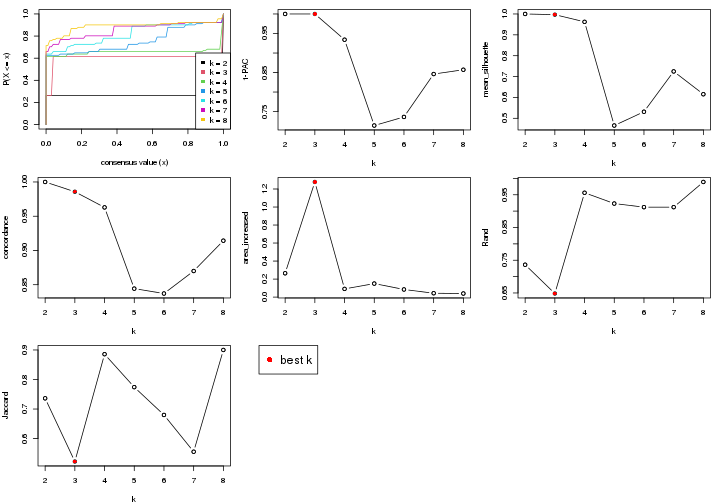 P(X <= x)
0.0 0.2 0.4 0.6 0.8 1.0
0.0 0.2 0.4 0.6 0.8 1.0
consensus value (x)
k = 2
k = 3
k = 4
k = 5
k = 6
k = 7
k = 8
1-PAC
0.75 0.85 0.95
2 3 4 5 6 7 8
k
mean_silhouette
0.5 0.6 0.7 0.8 0.9 1.0
2 3 4 5 6 7 8
k
concordance
0.85 0.90 0.95 1.00
2 3 4 5 6 7 8
k
area_increased
0.0 0.2 0.4 0.6 0.8 1.2
2 3 4 5 6 7 8
k
Rand
0.65 0.75 0.85 0.95
2 3 4 5 6 7 8
k
Jaccard
0.6 0.7 0.8 0.9
2 3 4 5 6 7 8
k
best k